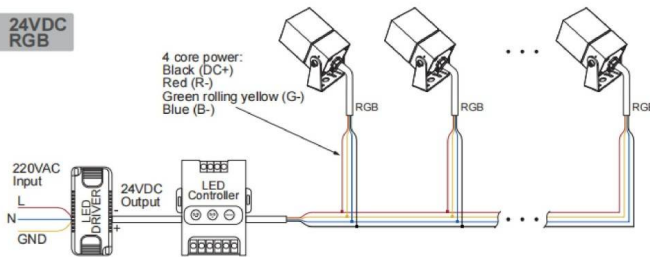 24VDC
RGB
4 core power:
Black (DC+)
Red (R-)
Green rolling yellow (G-)
Blue (B-)
RGB
RGB
RGB
220VAC
Input
L
N
GND
LED
DRIVER
24VDC
Output
-
+
LED
Controller